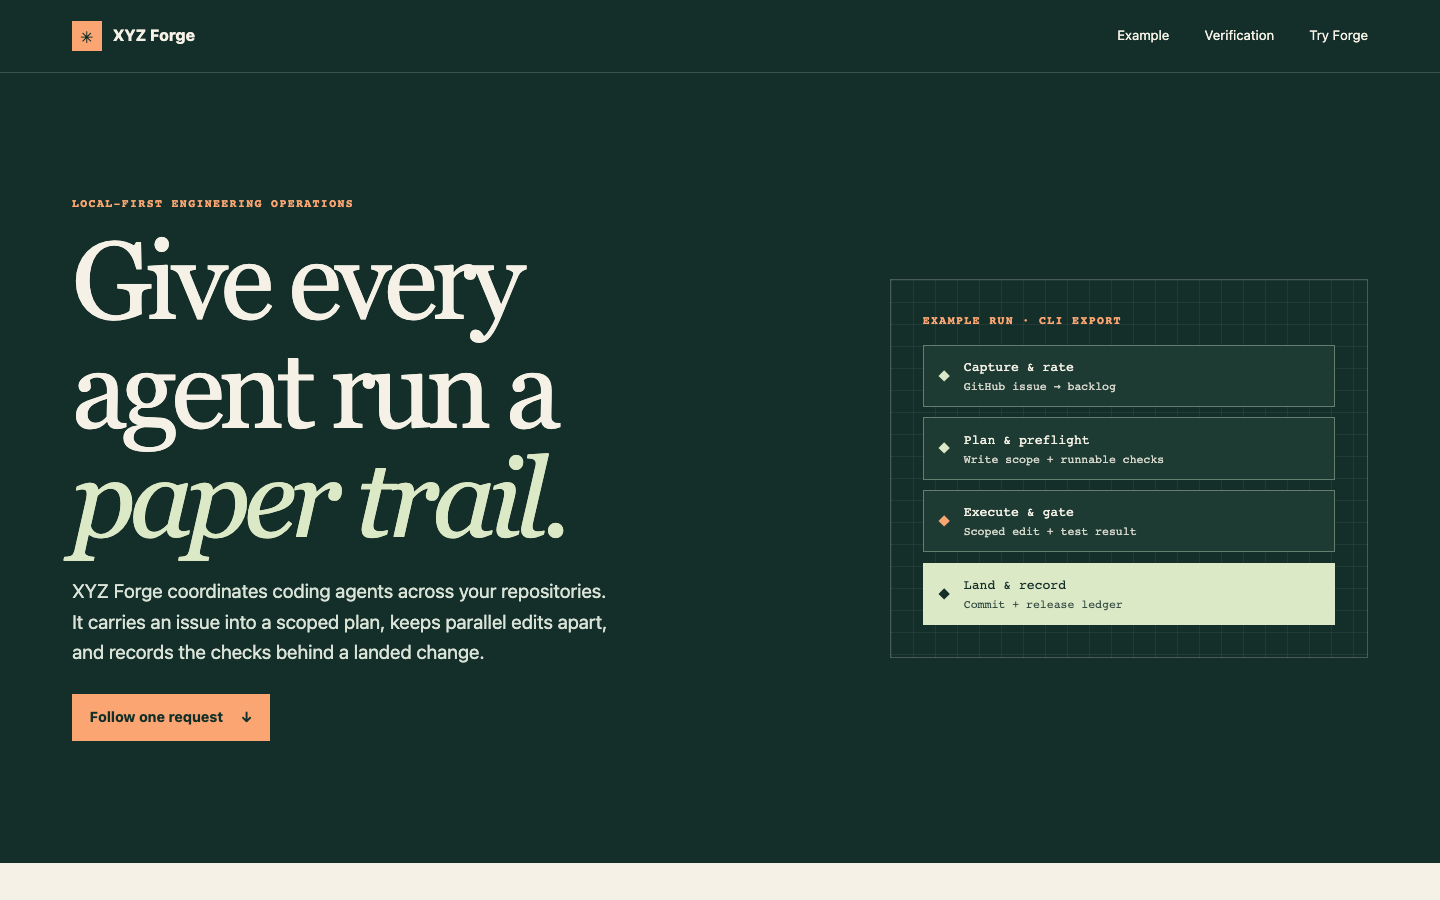 XYZ Forge
Example
Verification
Try Forge
LOCAL-FIRST ENGINEERING OPERATIONS
Give every
agent run a
paper trail.
XYZ Forge coordinates coding agents across your repositories.
It carries an issue into a scoped plan, keeps parallel edits apart,
and records the checks behind a landed change.
Follow one request ↓
EXAMPLE RUN · CLI EXPORT
Capture & rate
GitHub issue → backlog
Plan & preflight
Write scope + runnable checks
Execute & gate
Scoped edit + test result
Land & record
Commit + release ledger